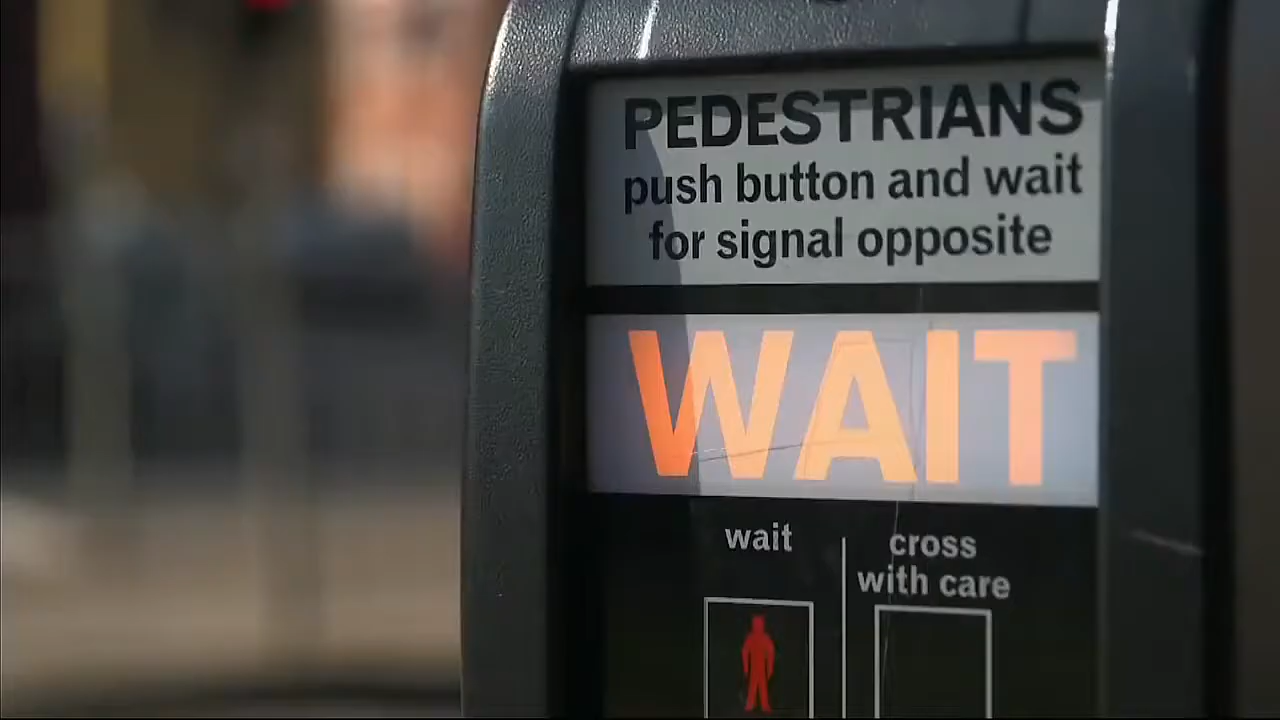 PEDESTRIANS
push button and wait
for signal opposite
WAIT
wait
cross
with care